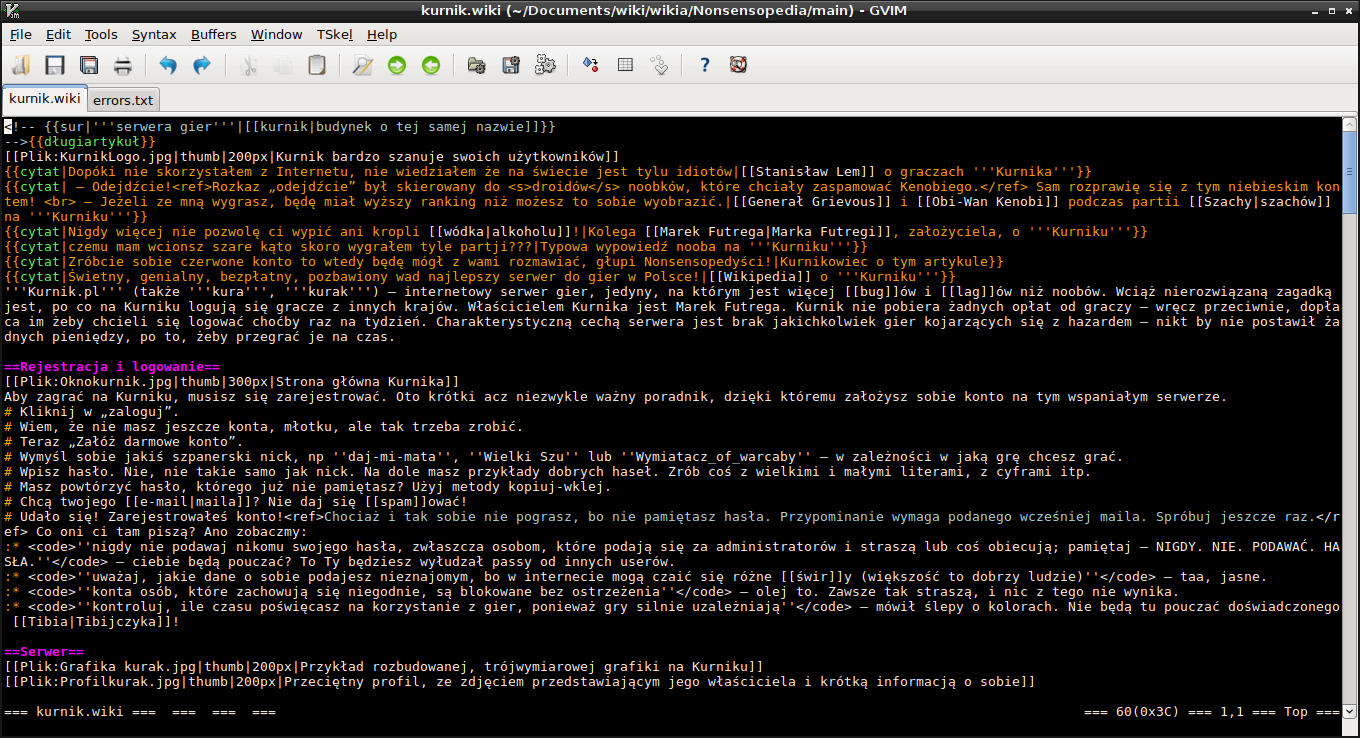 kurnik.wiki (~/Documents/wiki/wikia/Nonsensopedia/main) - GVIM
File Edit Tools Syntax Buffers Window TSkel Help
kurnik.wiki errors.txt
<!-- {{sur|'''serwera gier'''|[[kurnik|budynek o tej samej nazwie]]}}
-->{{długiartykuł}}
[[Plik:KurnikLogo.jpg|thumb|200px|Kurnik bardzo szanuje swoich użytkowników]]
{{cytat|Dopóki nie skorzystałem z Internetu, nie wiedziałem że na świecie jest tylu idiotów|[[Stanisław Lem]] o graczach '''Kurnika'''}}
{{cytat| – Odejdźcie!<ref>Rozkaz „odejdźcie” był skierowany do <s>droidów</s> noobków, które chciały zaspamować Kenobiego.</ref> Sam rozprawię się z tym niebieskim kon
tem! <br> – Jeżeli ze mną wygrasz, będę miał wyższy ranking niż możesz to sobie wyobrazić.|[[Generał Grievous]] i [[Obi-Wan Kenobi]] podczas partii [[Szachy|szachów]]
na '''Kurniku'''}}
{{cytat|Nigdy więcej nie pozwolę ci wypić ani kropli [[wódka|alkoholu]]!|Kolega [[Marek Futrega|Marka Futregi]], założyciela, o '''Kurniku'''}}
{{cytat|czemu mam wcionsz szare kąto skoro wygrałem tyle partji???|Typowa wypowiedź nooba na '''Kurniku'''}}
{{cytat|Zróbcie sobie czerwone konto to wtedy będę mógł z wami rozmawiać, głupi Nonsensopedyści!|Kurnikowiec o tym artykule}}
{{cytat|Świetny, genialny, bezpłatny, pozbawiony wad najlepszy serwer do gier w Polsce!|[[Wikipedia]] o '''Kurniku'''}}
'''Kurnik.pl''' (także '''kura''', '''kurak''') – internetowy serwer gier, jedyny, na którym jest więcej [[bug]]ów i [[lag]]ów niż noobów. Wciąż nierozwiązaną zagadką
jest, po co na Kurniku logują się gracze z innych krajów. Właścicielem Kurnika jest Marek Futrega. Kurnik nie pobiera żadnych opłat od graczy – wręcz przeciwnie, dopła
ca im żeby chcieli się logować choćby raz na tydzień. Charakterystyczną cechą serwera jest brak jakichkolwiek gier kojarzących się z hazardem – nikt by nie postawił ża
dnych pieniędzy, po to, żeby przegrać je na czas.
==Rejestracja i logowanie==
[[Plik:Oknokurnik.jpg|thumb|300px|Strona główna Kurnika]]
Aby zagrać na Kurniku, musisz się zarejestrować. Oto krótki acz niezwykle ważny poradnik, dzięki któremu założysz sobie konto na tym wspaniałym serwerze.
# Kliknij w „zaloguj”.
# Wiem, że nie masz jeszcze konta, młotku, ale tak trzeba zrobić.
# Teraz „Załóż darmowe konto”.
# Wymyśl sobie jakiś szpanerski nick, np ''daj-mi-mata'', ''Wielki Szu'' lub ''Wymiatacz_of_warcaby'' – w zależności w jaką grę chcesz grać.
# Wpisz hasło. Nie, nie takie samo jak nick. Na dole masz przykłady dobrych haseł. Zrób coś z wielkimi i małymi literami, z cyframi itp.
# Masz powtórzyć hasło, którego już nie pamiętasz? Użyj metody kopiuj-wklej.
# Chcą twojego [[e-mail|maila]]? Nie daj się [[spam]]ować!
# Udało się! Zarejestrowałeś konto!<ref>Chociaż i tak sobie nie pograsz, bo nie pamiętasz hasła. Przypominanie wymaga podanego wcześniej maila. Spróbuj jeszcze raz.</r
ef> Co oni ci tam piszą? Ano zobaczmy:
:* <code>''nigdy nie podawaj nikomu swojego hasła, zwłaszcza osobom, które podają się za administratorów i straszą lub coś obiecują; pamiętaj – NIGDY. NIE. PODAWAĆ. HA
SŁA.''</code> – ciebie będą pouczać? To Ty będziesz wyłudzał passy od innych userów.
:* <code>''uważaj, jakie dane o sobie podajesz nieznajomym, bo w internecie mogą czaić się różne [[świr]]y (większość to dobrzy ludzie)''</code> – taa, jasne.
:* <code>''konta osób, które zachowują się niegodnie, są blokowane bez ostrzeżenia''</code> – olej to. Zawsze tak straszą, i nic z tego nie wynika.
:* <code>''kontroluj, ile czasu poświęcasz na korzystanie z gier, ponieważ gry silnie uzależniają''</code> – mówił ślepy o kolorach. Nie będą tu pouczać doświadczonego
[[Tibia|Tibijczyka]]!
==Serwer==
[[Plik:Grafika kurak.jpg|thumb|200px|Przykład rozbudowanej, trójwymiarowej grafiki na Kurniku]]
[[Plik:Profilkurak.jpg|thumb|200px|Przeciętny profil, ze zdjęciem przedstawiającym jego właściciela i krótką informacją o sobie]]
=== kurnik.wiki === === === === === 60(0x3C) === 1,1 === Top ===